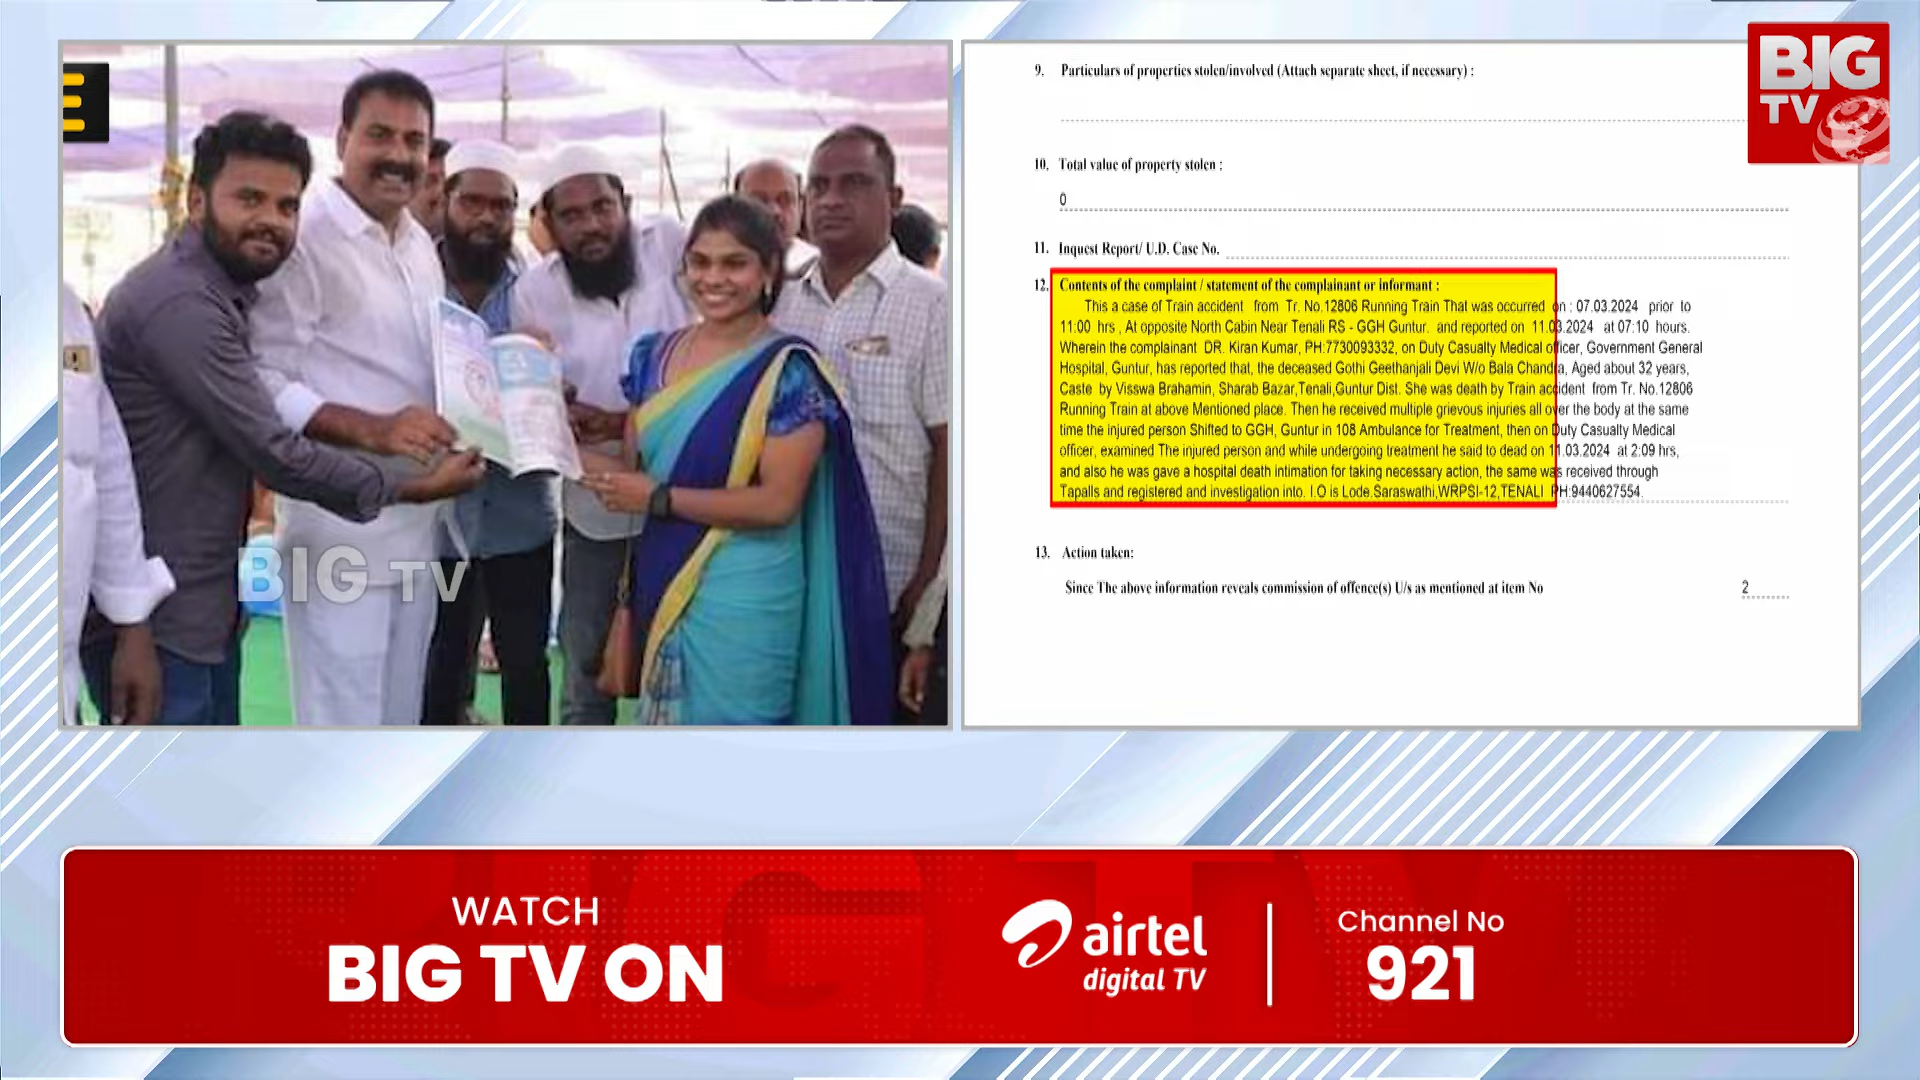 E
BIG TV
9. Particulars of properties stolen/involved (Attach separate sheet, if necessary) :
10. Total value of property stolen :
0
11. Inquest Report/ U.D. Case No.
12. Contents of the complaint / statement of the complainant or informant :
This a case of Train accident from Tr. No.12806 Running Train That was occurred on : 07.03.2024 prior to
11:00 hrs , At opposite North Cabin Near Tenali RS - GGH Guntur. and reported on 11.03.2024 at 07:10 hours.
Wherein the complainant DR. Kiran Kumar, PH:7730093332, on Duty Casualty Medical officer, Government General
Hospital, Guntur, has reported that, the deceased Gothi Geethanjali Devi W/o Bala Chandra, Aged about 32 years,
Caste by Visswa Brahamin, Sharab Bazar,Tenali,Guntur Dist. She was death by Train accident from Tr. No.12806
Running Train at above Mentioned place. Then he received multiple grievous injuries all over the body at the same
time the injured person Shifted to GGH, Guntur in 108 Ambulance for Treatment, then on Duty Casualty Medical
officer, examined The injured person and while undergoing treatment he said to dead on 11.03.2024 at 2:09 hrs,
and also he was gave a hospital death intimation for taking necessary action, the same was received through
Tapalls and registered and investigation into. I.O is Lode.Saraswathi,WRPSI-12,TENALI PH:9440627554.
13. Action taken:
Since The above information reveals commission of offence(s) U/s as mentioned at item No 2
BIG
TV
WATCH
BIG TV ON
airtel
digital TV
Channel No
921